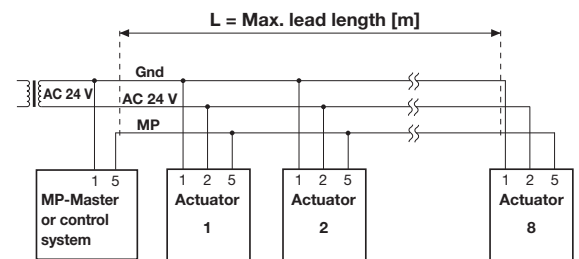 L = Max. lead length [m]
Gnd
AC 24 V
AC 24 V
MP
1 5
MP-Master
or control
system
1 2 5
Actuator
1
1 2 5
Actuator
2
1 2 5
Actuator
8